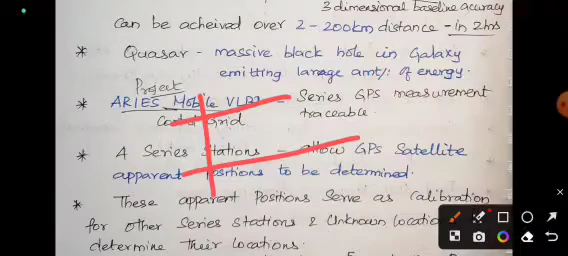 3 dimensional baseline accuracy
can be acheived over 2-200km distance - in 2hrs
* Quasar - massive black hole in Galaxy
emitting larage amt/: of energy.
Project
* ARIES Mobile VLBI - Series GPS measurement
traceable.
Grid
* A Series Stations - allow GPS Satellite
apparent positions to be determined.
* These apparent Positions Serve as Calibration
for other Series Stations & Unknown locatio
determine their locations.